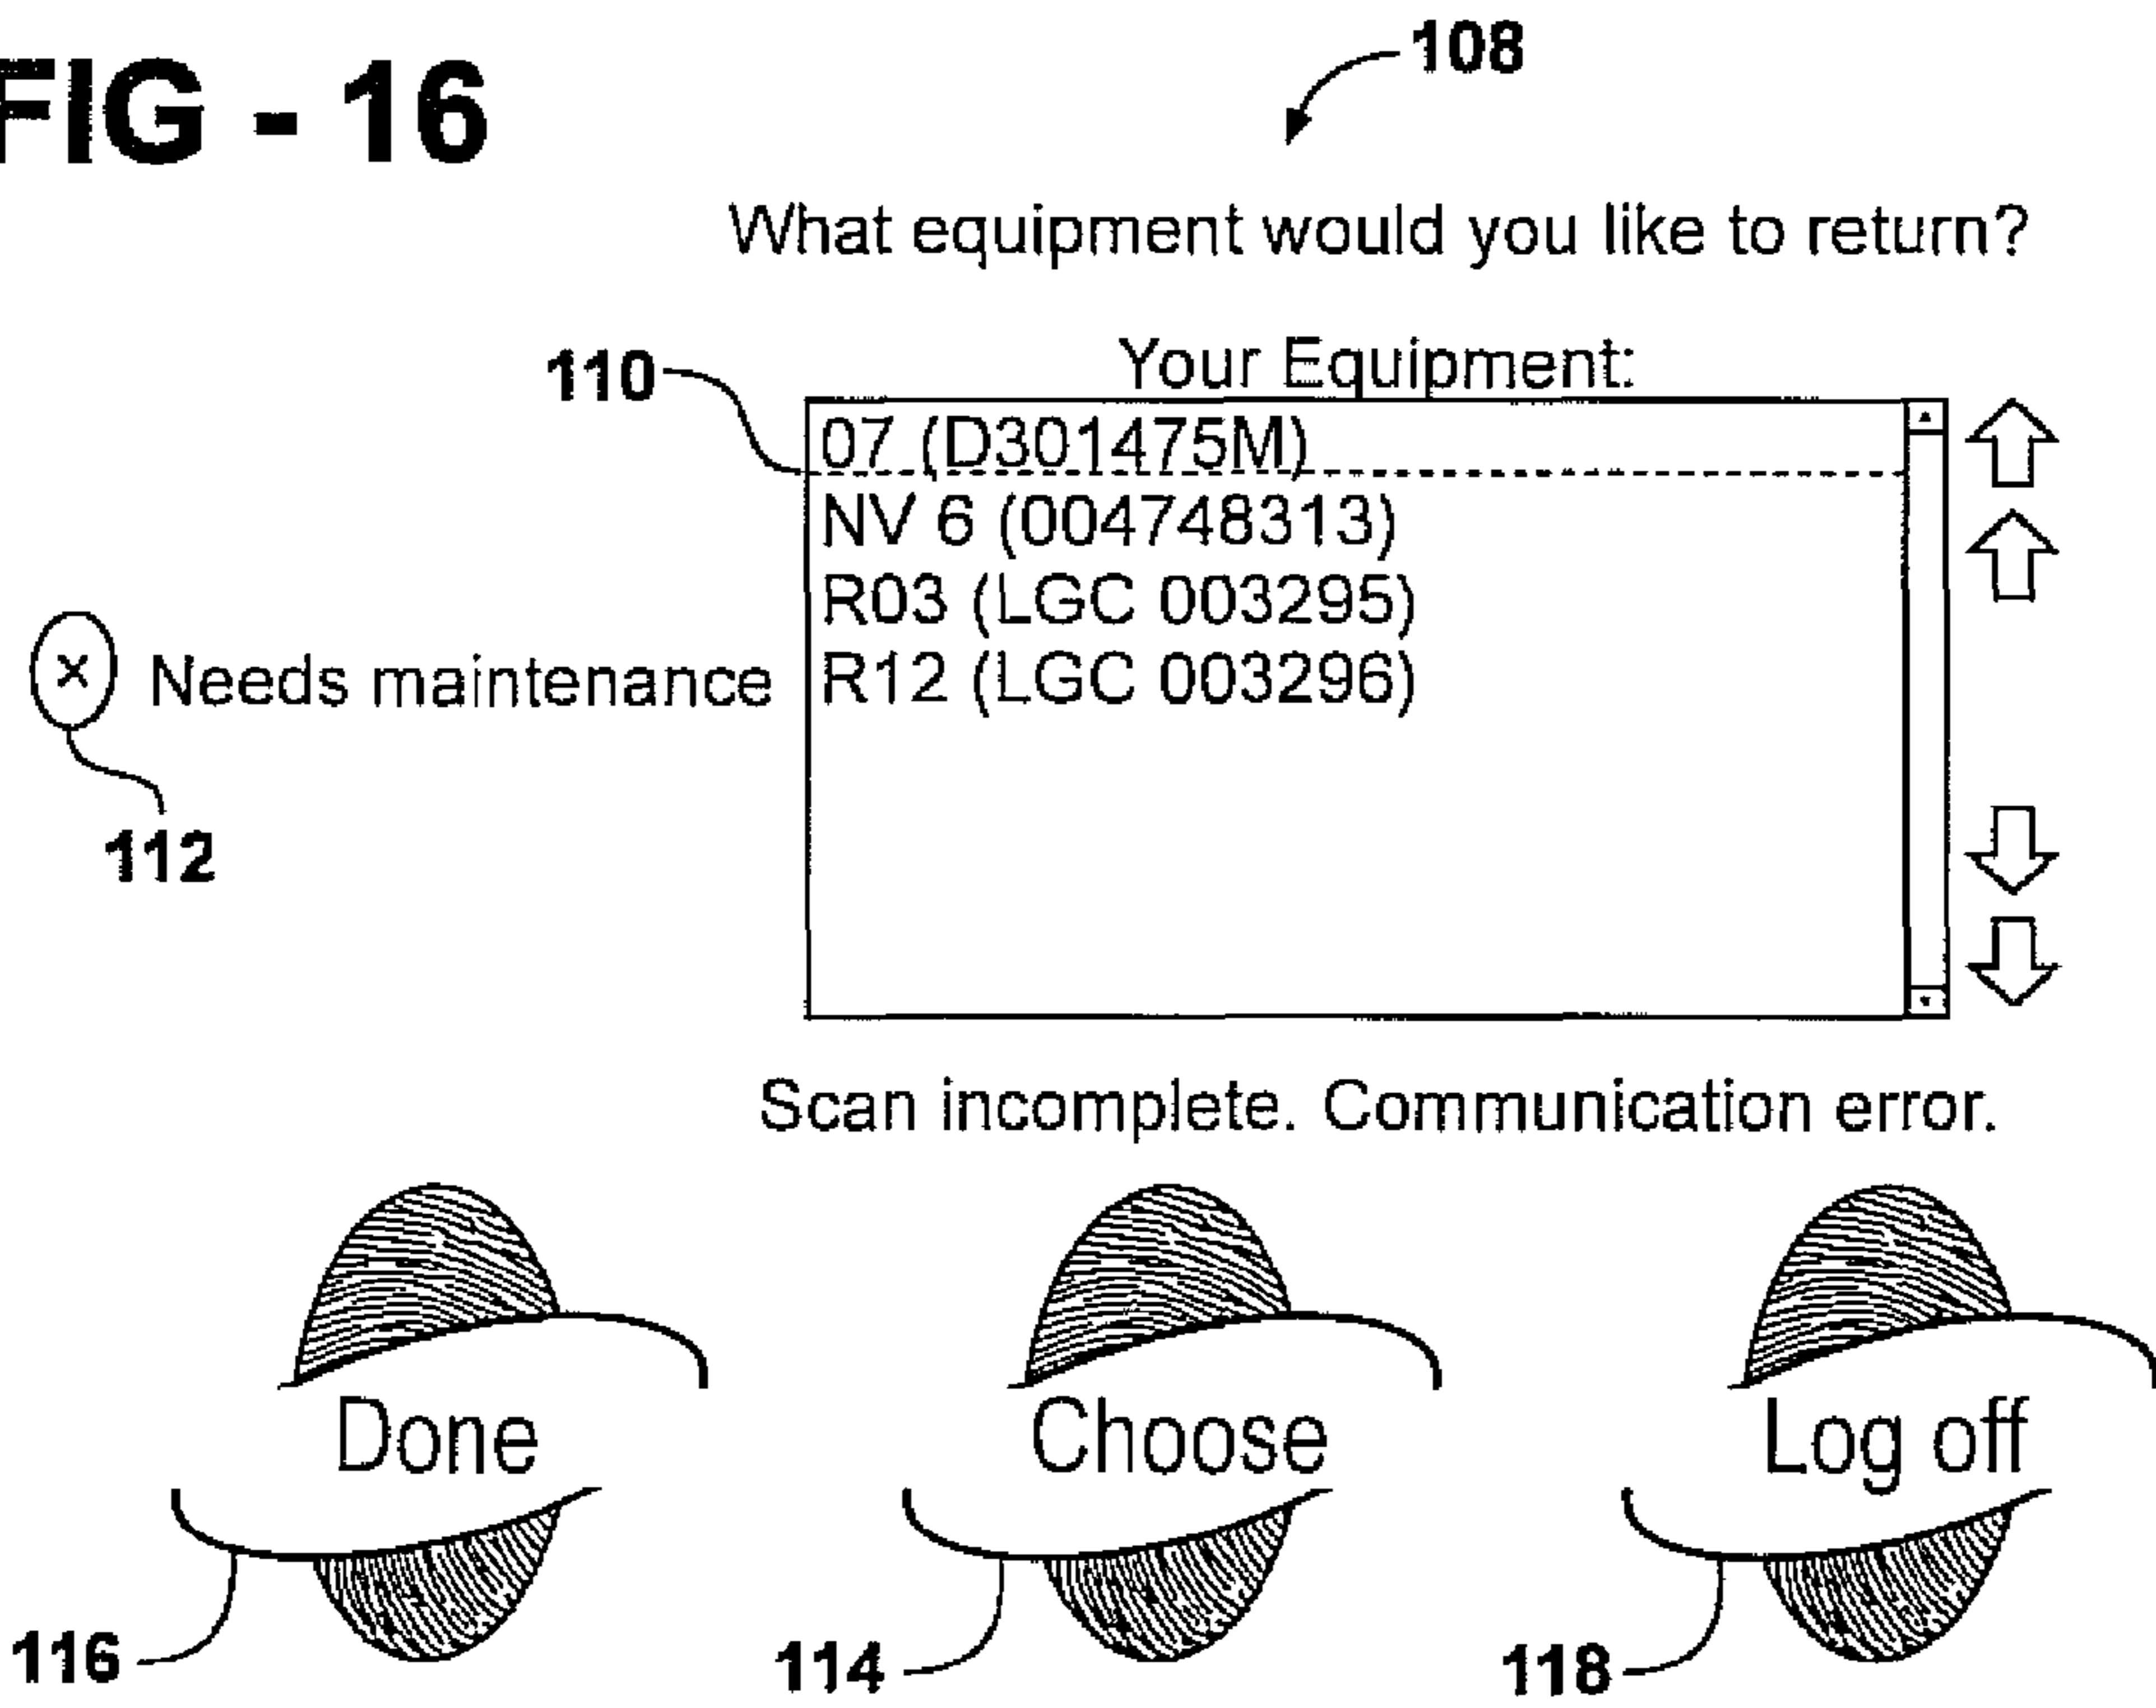 FIG - 16
108
What equipment would you like to return?
110
Your Equipment:
07 (D301475M)
NV 6 (004748313)
R03 (LGC 003295)
X Needs maintenance
R12 (LGC 003296)
112
Scan incomplete. Communication error.
Done Choose Log off
116 114 118